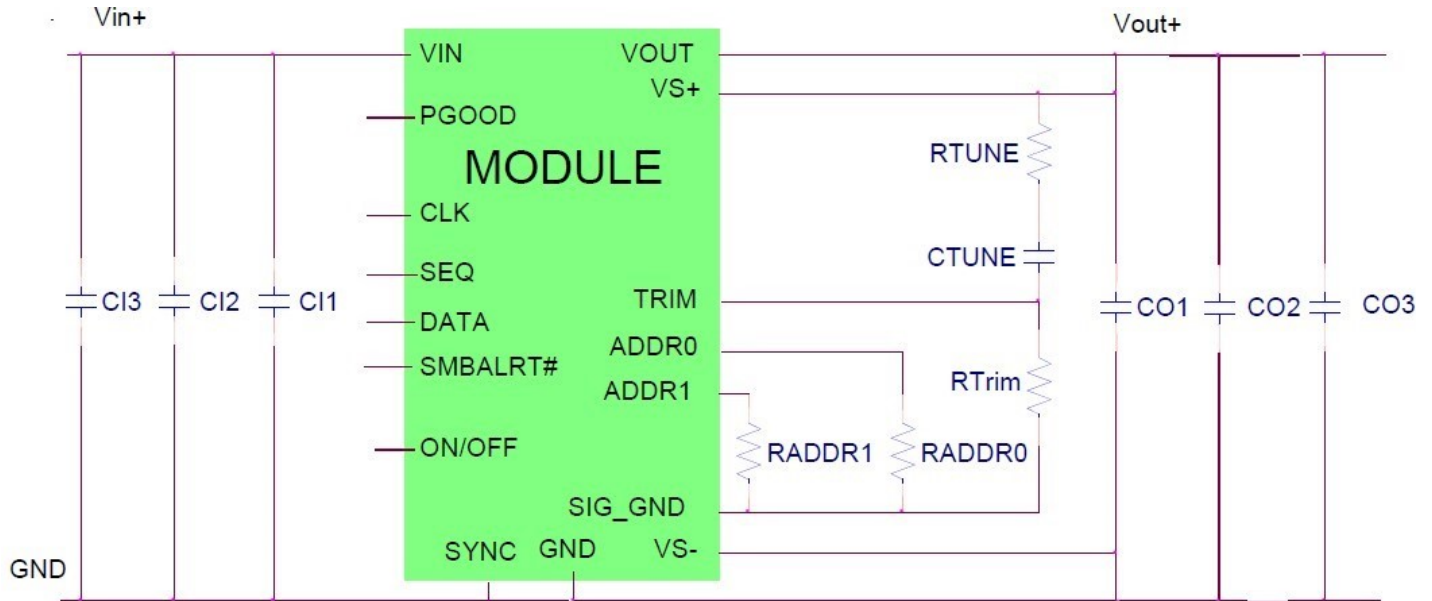 Vin+
Vout+
VIN
VOUT
VS+
PGOOD
MODULE
RTUNE
CLK
CTUNE
SEQ
TRIM
CI3
CI2
CI1
CO1
CO2
CO3
DATA
ADDR0
SMBALRT#
ADDR1
RTrim
ON/OFF
RADDR1
RADDR0
SIG_GND
SYNC
GND
VS-
GND